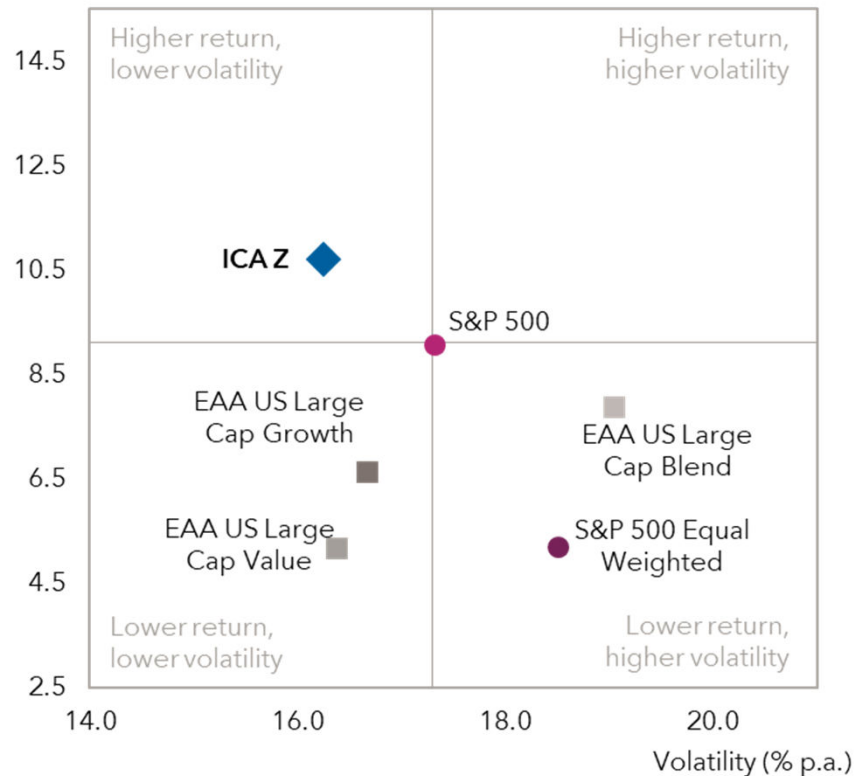 Higher return,
lower volatility
Higher return,
higher volatility
14.5
12.5
10.5
8.5
6.5
4.5
2.5
ICA Z
S&P 500
EAA US Large
Cap Growth
EAA US Large
Cap Blend
EAA US Large
Cap Value
S&P 500 Equal
Weighted
Lower return,
lower volatility
Lower return,
higher volatility
14.0
16.0
18.0
20.0
Volatility (% p.a.)